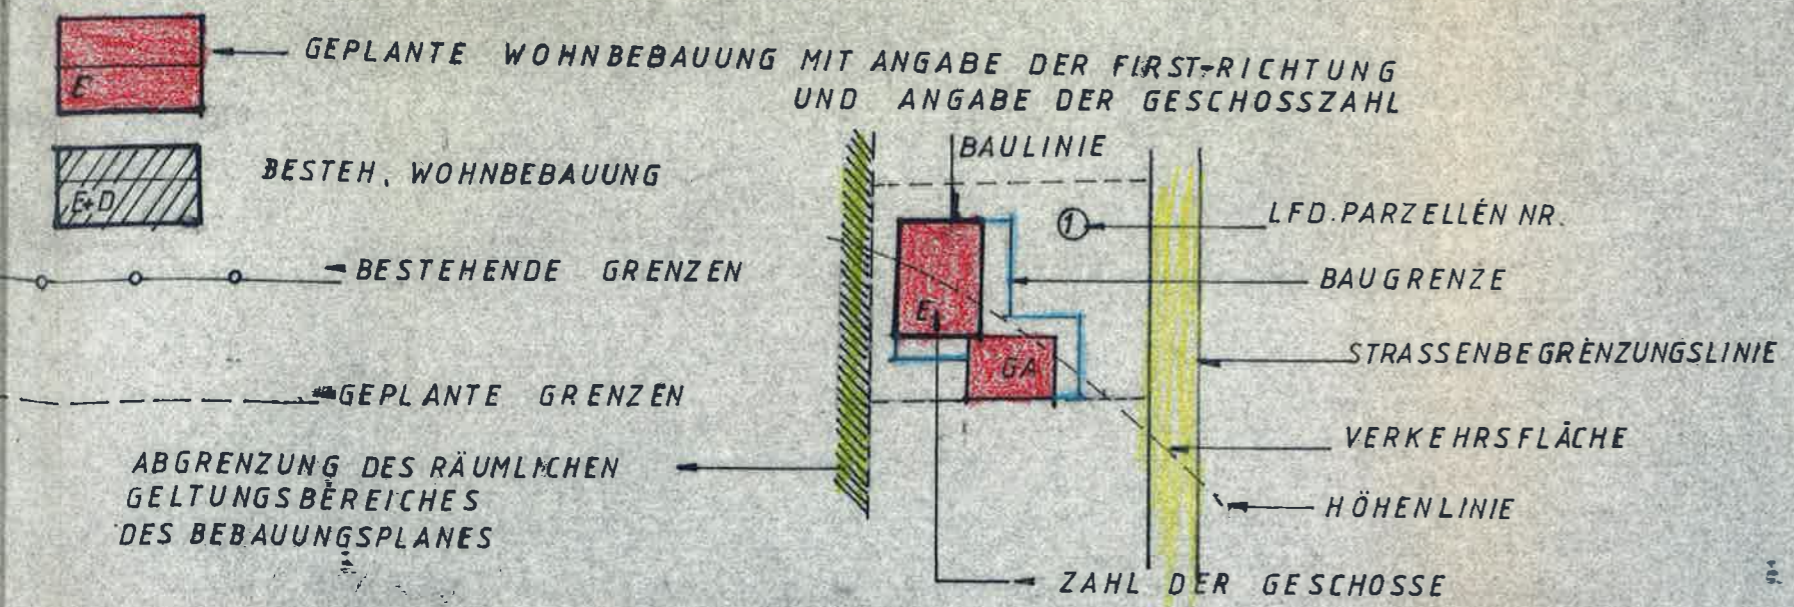 E
GEPLANTE WOHNBEBAUUNG MIT ANGABE DER FIRST-RICHTUNG
UND ANGABE DER GESCHOSSZAHL
E+D
BESTEH. WOHNBEBAUUNG
BESTEHENDE GRENZEN
GEPLANTE GRENZEN
ABGRENZUNG DES RÄUMLICHEN
GELTUNGSBEREICHES
DES BEBAUUNGSPLANES
BAULINIE
1
LFD. PARZELLEN NR.
BAUGRENZE
E
GA
STRASSENBEGRENZUNGSLINIE
VERKEHRSFLÄCHE
HÖHENLINIE
ZAHL DER GESCHOSSE